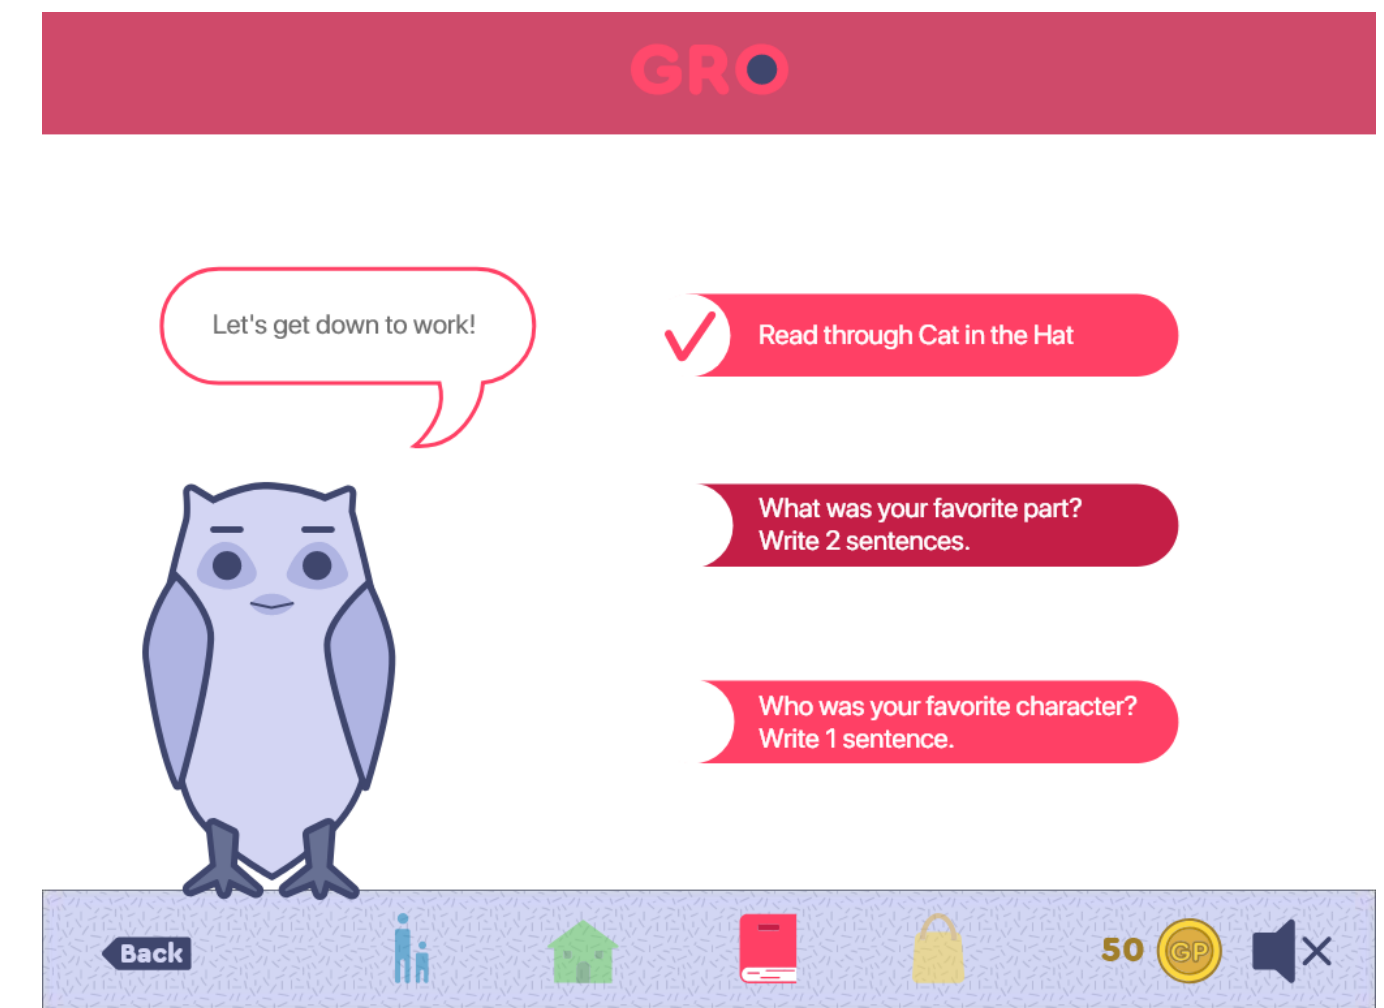 GRO
Let's get down to work!
Read through Cat in the Hat
What was your favorite part?
Write 2 sentences.
Who was your favorite character?
Write 1 sentence.
Back
50
GP